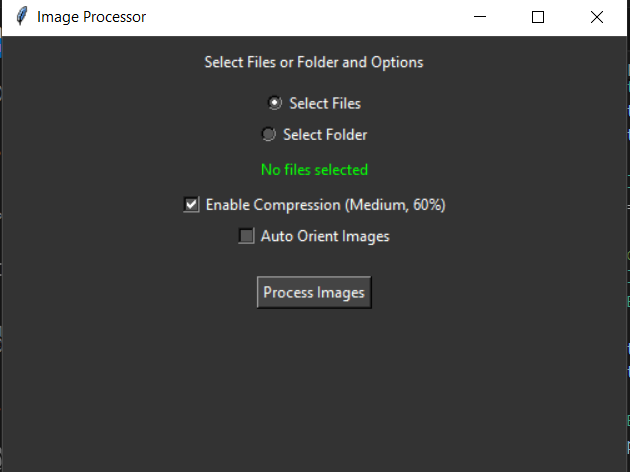 Image Processor
Select Files or Folder and Options
Select Files
Select Folder
No files selected
Enable Compression (Medium, 60%)
Auto Orient Images
Process Images